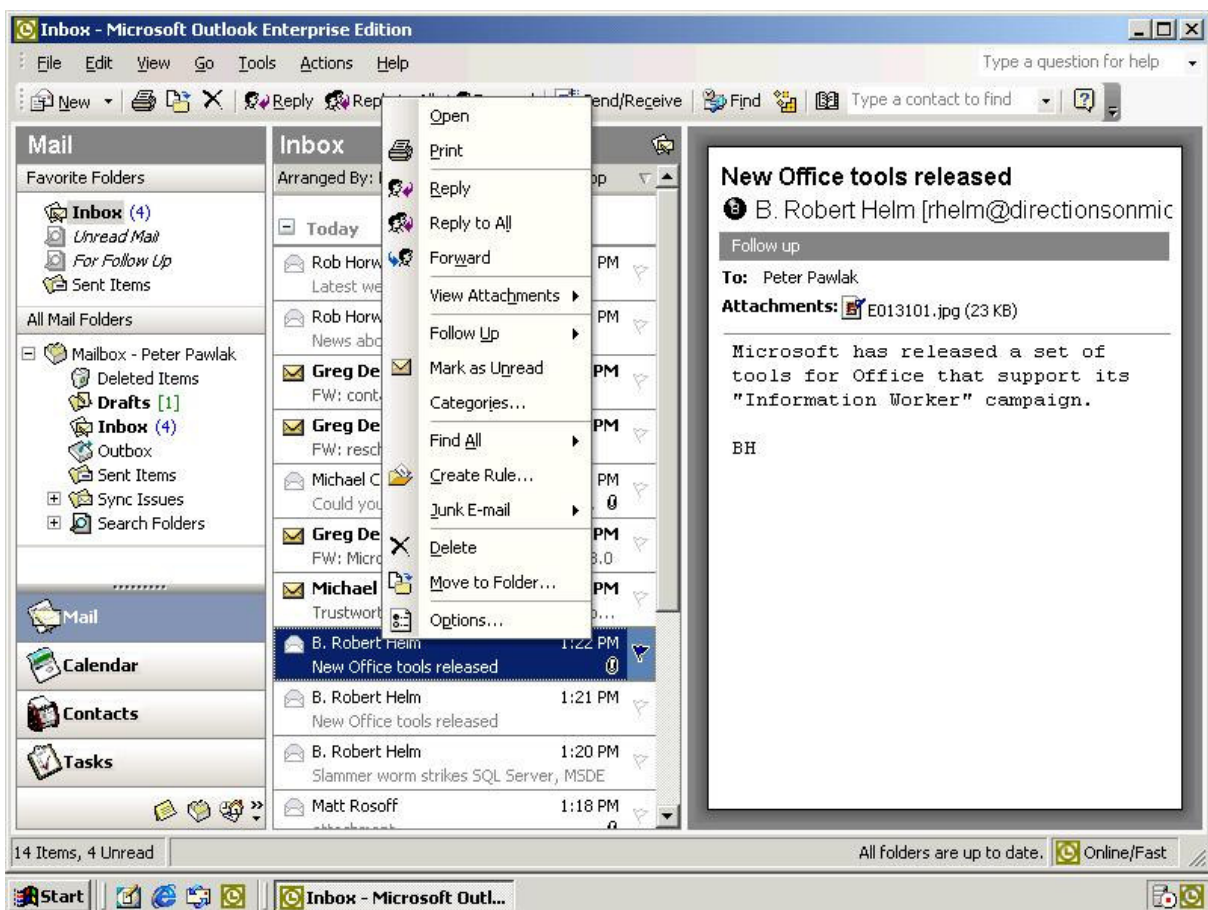 Inbox - Microsoft Outlook Enterprise Edition
File Edit View Go Tools Actions Help
Type a question for help
New Reply Send/Receive Find Type a contact to find
Mail
Favorite Folders
Inbox (4)
Unread Mail
For Follow Up
Sent Items
All Mail Folders
Mailbox - Peter Pawlak
Deleted Items
Drafts [1]
Inbox (4)
Outbox
Sent Items
Sync Issues
Search Folders
Mail
Calendar
Contacts
Tasks
Inbox
Arranged By:
Today
Rob Horw PM
Latest we
Rob Horw PM
News abo
Greg De PM
FW: cont
Greg De PM
FW: resch
Michael C PM
Could you
Greg De PM
FW: Micro 3.0
Michael PM
Trustwort
B. Robert Helm 1:22 PM
New Office tools released
B. Robert Helm 1:21 PM
New Office tools released
B. Robert Helm 1:20 PM
Slammer worm strikes SQL Server, MSDE
Matt Rosoff 1:18 PM
Open
Print
Reply
Reply to All
Forward
View Attachments
Follow Up
Mark as Unread
Categories...
Find All
Create Rule...
Junk E-mail
Delete
Move to Folder...
Options...
New Office tools released
B. Robert Helm [rhelm@directionsonmic
Follow up
To: Peter Pawlak
Attachments: E013101.jpg (23 KB)
Microsoft has released a set of
tools for Office that support its
"Information Worker" campaign.
BH
14 Items, 4 Unread
All folders are up to date. Online/Fast
Start Inbox - Microsoft Outl...